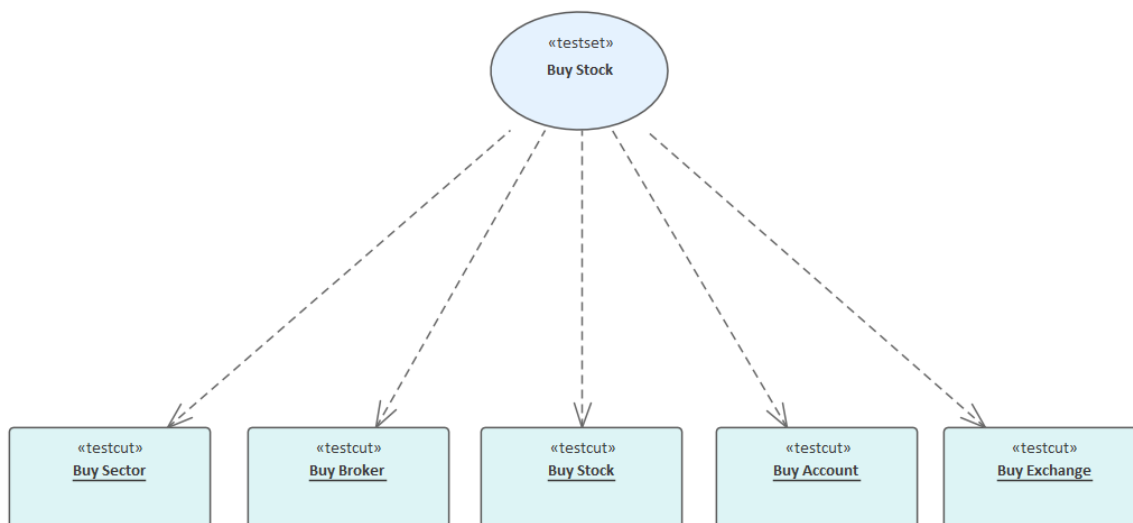 «testset»
Buy Stock
«testcut»
Buy Sector
«testcut»
Buy Broker
«testcut»
Buy Stock
«testcut»
Buy Account
«testcut»
Buy Exchange